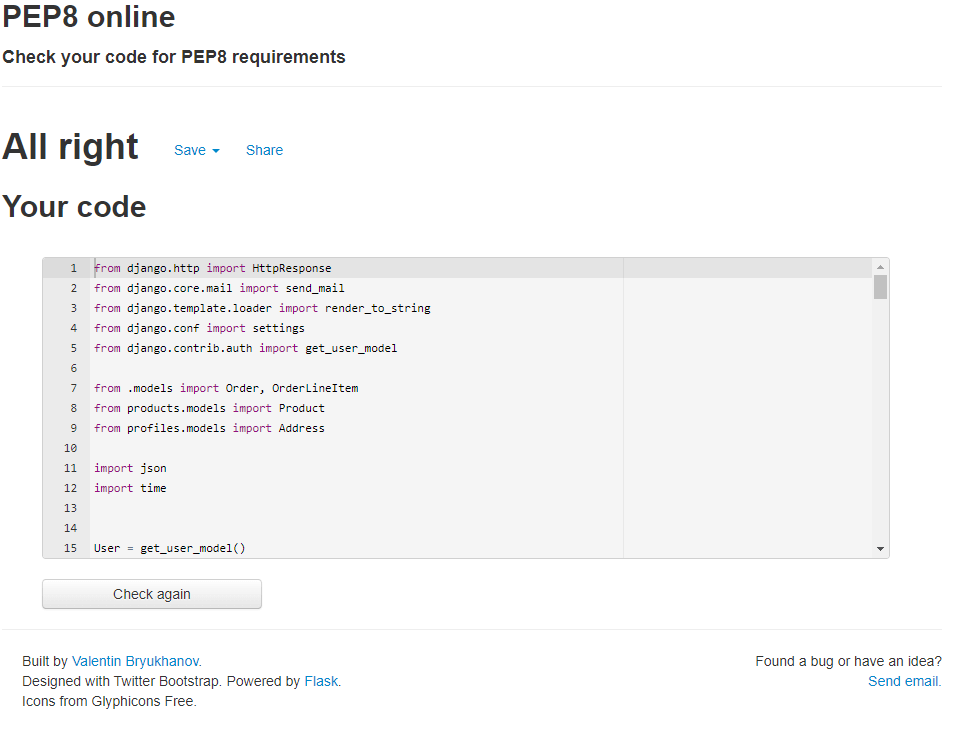 PEP8 online
Check your code for PEP8 requirements
All right Save Share
Your code
1 from django.http import HttpResponse
2 from django.core.mail import send_mail
3 from django.template.loader import render_to_string
4 from django.conf import settings
5 from django.contrib.auth import get_user_model
6
7 from .models import Order, OrderLineItem
8 from products.models import Product
9 from profiles.models import Address
10
11 import json
12 import time
13
14
15 User = get_user_model()
Check again
Built by Valentin Bryukhanov. Found a bug or have an idea?
Designed with Twitter Bootstrap. Powered by Flask. Send email.
Icons from Glyphicons Free.